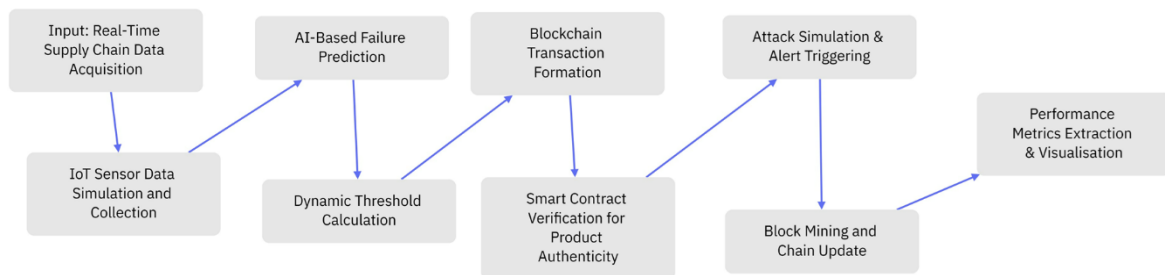 Input: Real-Time
Supply Chain Data
Acquisition
IoT Sensor Data
Simulation and
Collection
AI-Based Failure
Prediction
Dynamic Threshold
Calculation
Blockchain
Transaction
Formation
Smart Contract
Verification for
Product
Authenticity
Attack Simulation &
Alert Triggering
Block Mining and
Chain Update
Performance
Metrics Extraction
& Visualisation